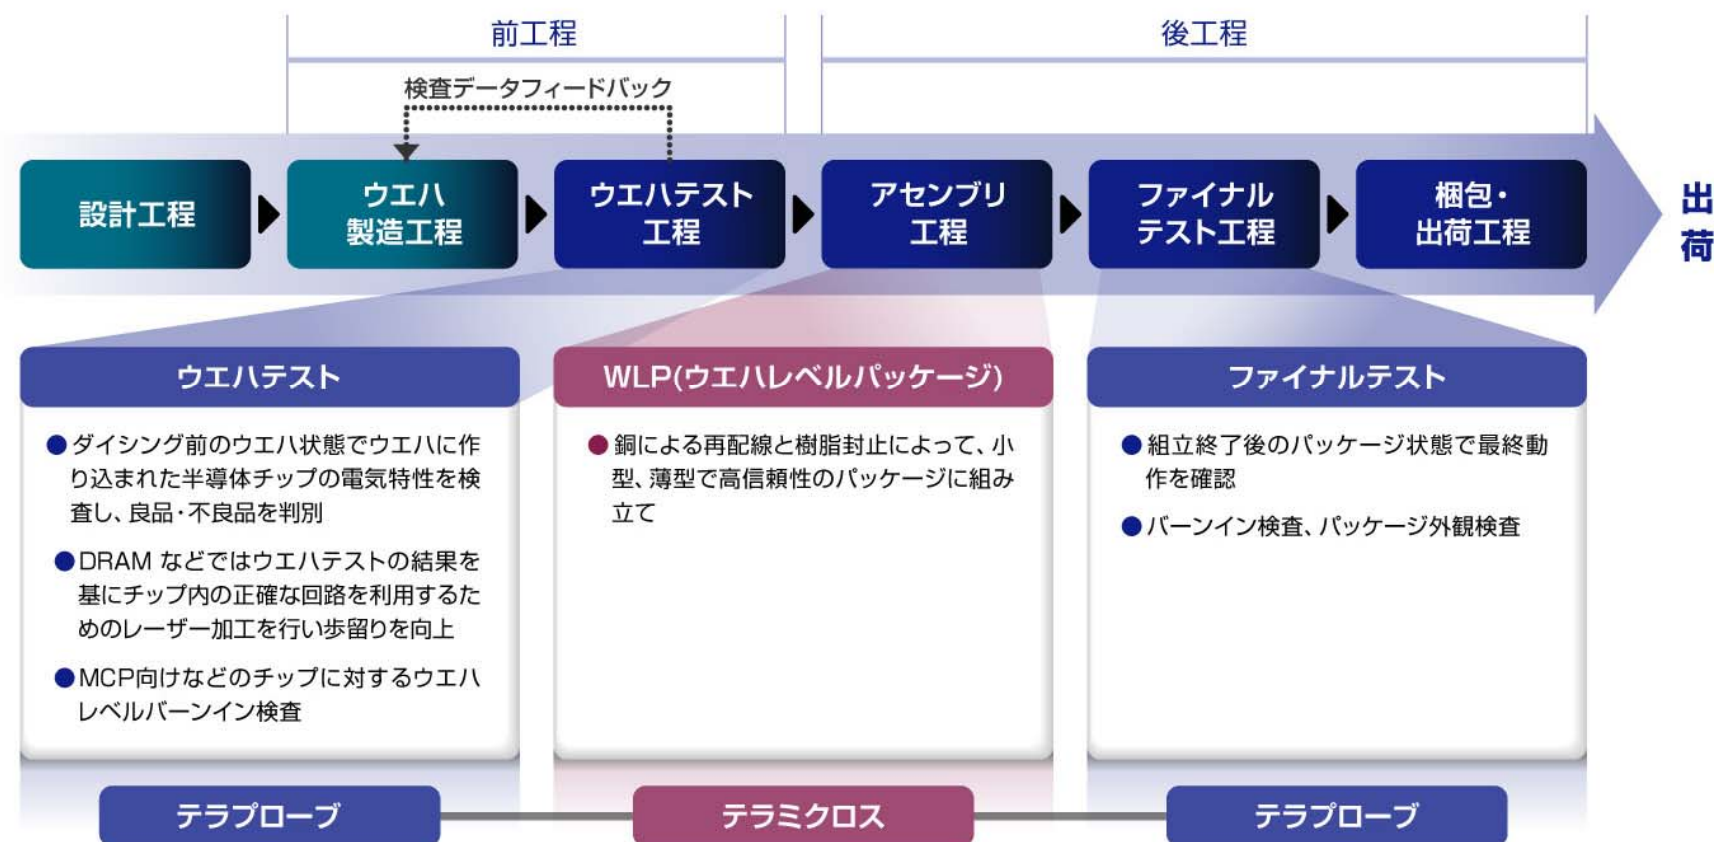 前工程
後工程
検査データフィードバック
設計工程
ウエハ
製造工程
ウエハテスト
工程
アセンブリ
工程
ファイナル
テスト工程
梱包・
出荷工程
出
荷
ウエハテスト
●ダイシング前のウエハ状態でウエハに作
り込まれた半導体チップの電気特性を検
査し、良品・不良品を判別
●DRAM などではウエハテストの結果を
基にチップ内の正確な回路を利用するた
めのレーザー加工を行い歩留りを向上
●MCP向けなどのチップに対するウエハ
レベルバーンイン検査
WLP(ウエハレベルパッケージ)
●銅による再配線と樹脂封止によって、小
型、薄型で高信頼性のパッケージに組み
立て
ファイナルテスト
●組立終了後のパッケージ状態で最終動
作を確認
●バーンイン検査、パッケージ外観検査
テラプローブ
テラミクロス
テラプローブ